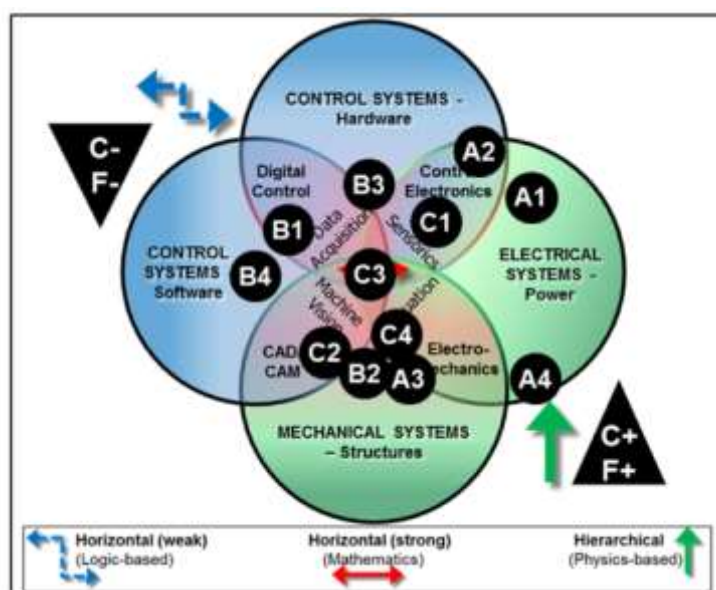 CONTROL SYSTEMS -
Hardware
C-
F-
Digital
Control
A2
B3
Control
Electronics
A1
Data
Acquisition
Sensorics
B1
C1
CONTROL
SYSTEMS -
Software
B4
C3
ELECTRICAL
SYSTEMS -
Power
Machine
Vision
C4
CAD/
CAM
C2
B2
A3
Electro-
A4
MECHANICAL SYSTEMS
– Structures
C+
F+
Horizontal (weak)
(Logic-based)
Horizontal (strong)
(Mathematics)
Hierarchical
(Physics-based)